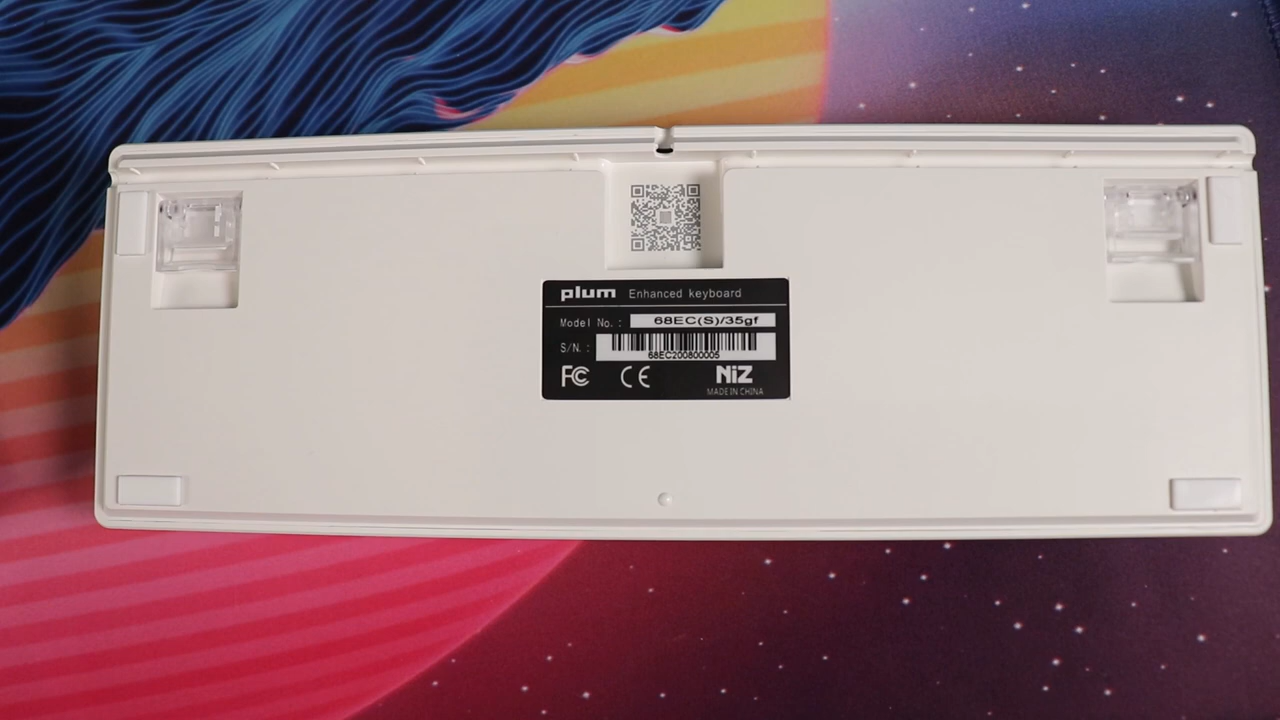 plum Enhanced keyboard
Model No.: 68EC(S)/35gf
S/N.:
68EC200800005
FC CE NiZ
MADE IN CHINA